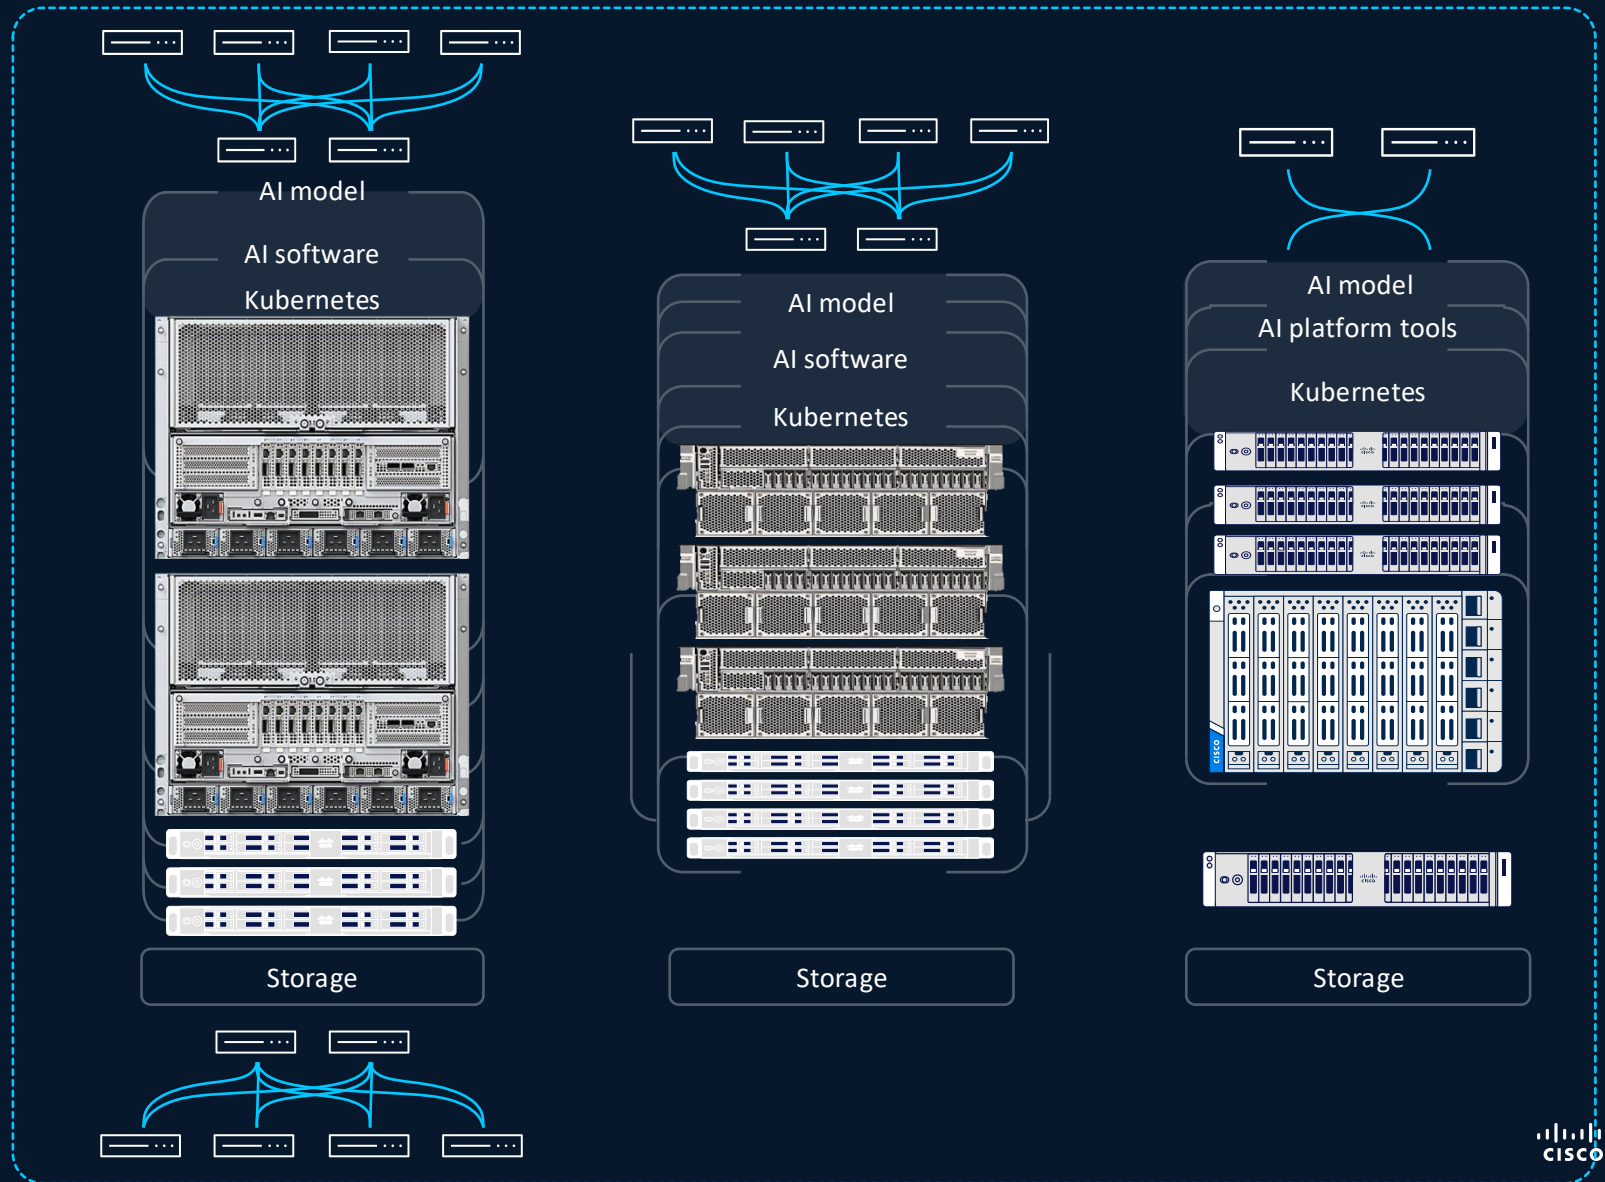 AI model
AI software
Kubernetes
Storage
AI model
AI software
Kubernetes
Storage
AI model
AI platform tools
Kubernetes
CISCO
Storage
CISCO